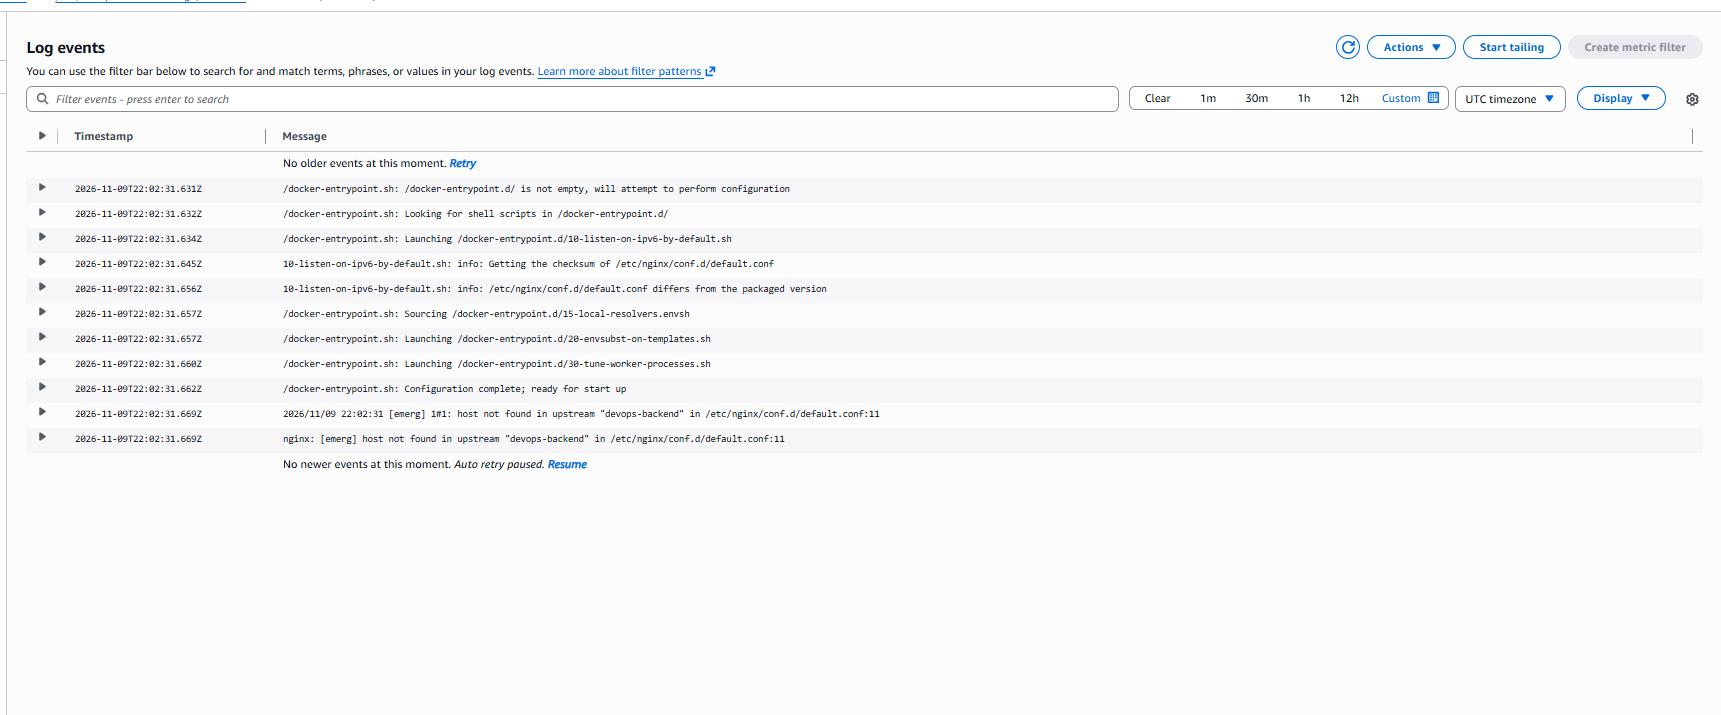 Log events
Actions
Start tailing
Create metric filter
You can use the filter bar below to search for and match terms, phrases, or values in your log events. Learn more about filter patterns
Filter events - press enter to search
Clear 1m 30m 1h 12h Custom
UTC timezone
Display
Timestamp Message
No older events at this moment. Retry
2026-11-09T22:02:31.631Z /docker-entrypoint.sh: /docker-entrypoint.d/ is not empty, will attempt to perform configuration
2026-11-09T22:02:31.632Z /docker-entrypoint.sh: Looking for shell scripts in /docker-entrypoint.d/
2026-11-09T22:02:31.634Z /docker-entrypoint.sh: Launching /docker-entrypoint.d/10-listen-on-ipv6-by-default.sh
2026-11-09T22:02:31.645Z 10-listen-on-ipv6-by-default.sh: info: Getting the checksum of /etc/nginx/conf.d/default.conf
2026-11-09T22:02:31.656Z 10-listen-on-ipv6-by-default.sh: info: /etc/nginx/conf.d/default.conf differs from the packaged version
2026-11-09T22:02:31.657Z /docker-entrypoint.sh: Sourcing /docker-entrypoint.d/15-local-resolvers.envsh
2026-11-09T22:02:31.657Z /docker-entrypoint.sh: Launching /docker-entrypoint.d/20-envsubst-on-templates.sh
2026-11-09T22:02:31.660Z /docker-entrypoint.sh: Launching /docker-entrypoint.d/30-tune-worker-processes.sh
2026-11-09T22:02:31.662Z /docker-entrypoint.sh: Configuration complete; ready for start up
2026-11-09T22:02:31.669Z 2026/11/09 22:02:31 [emerg] 1#1: host not found in upstream "devops-backend" in /etc/nginx/conf.d/default.conf:11
2026-11-09T22:02:31.669Z nginx: [emerg] host not found in upstream "devops-backend" in /etc/nginx/conf.d/default.conf:11
No newer events at this moment. Auto retry paused. Resume